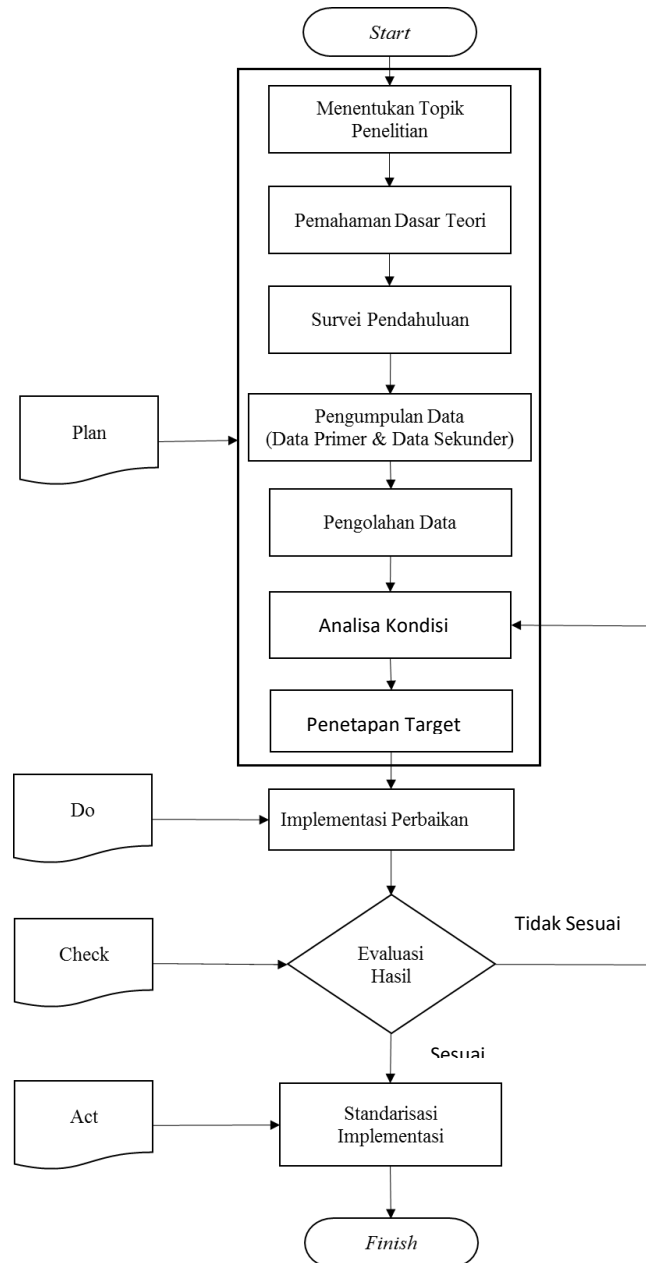 Start
Menentukan Topik
Penelitian
Pemahaman Dasar Teori
Survei Pendahuluan
Plan
Pengumpulan Data
(Data Primer & Data Sekunder)
Pengolahan Data
Analisa Kondisi
Penetapan Target
Do
Implementasi Perbaikan
Check
Evaluasi
Hasil
Tidak Sesuai
Sesuai
Act
Standarisasi
Implementasi
Finish